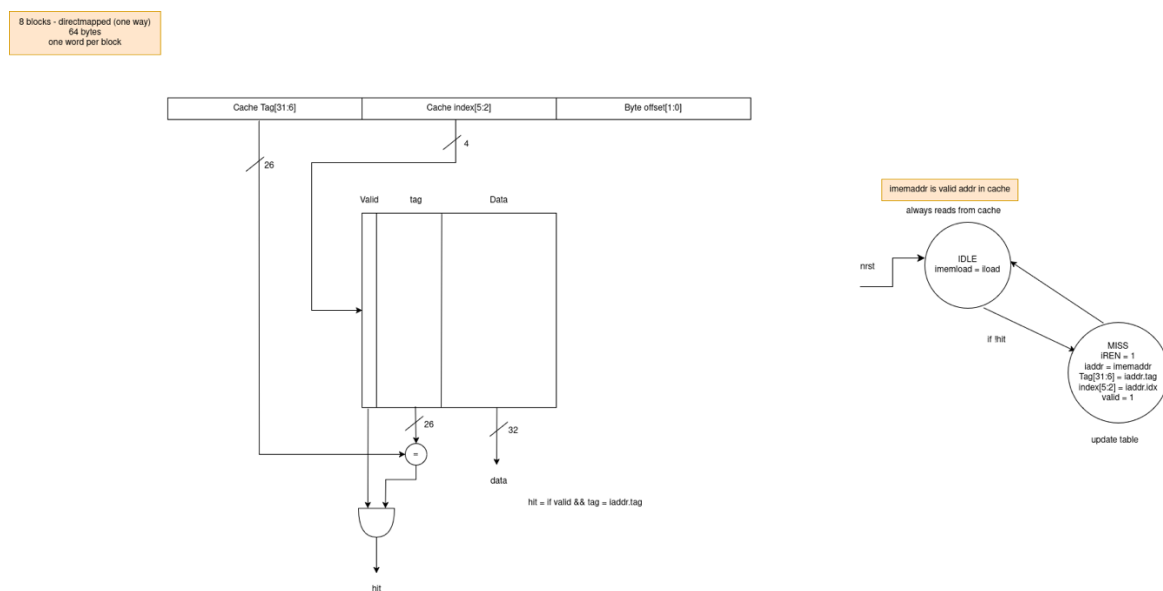 8 blocks - directmapped (one way)
64 bytes
one word per block
Cache Tag[31:6]
Cache index[5:2]
Byte offset[1:0]
26
4
Valid
tag
Data
26
32
=
data
hit = if valid && tag = iaddr.tag
hit
imemaddr is valid addr in cache
always reads from cache
nrst
IDLE
imemload = iload
if !hit
MISS
iREN = 1
iaddr = imemaddr
Tag[31:6] = iaddr.tag
index[5:2] = iaddr.idx
valid = 1
update table